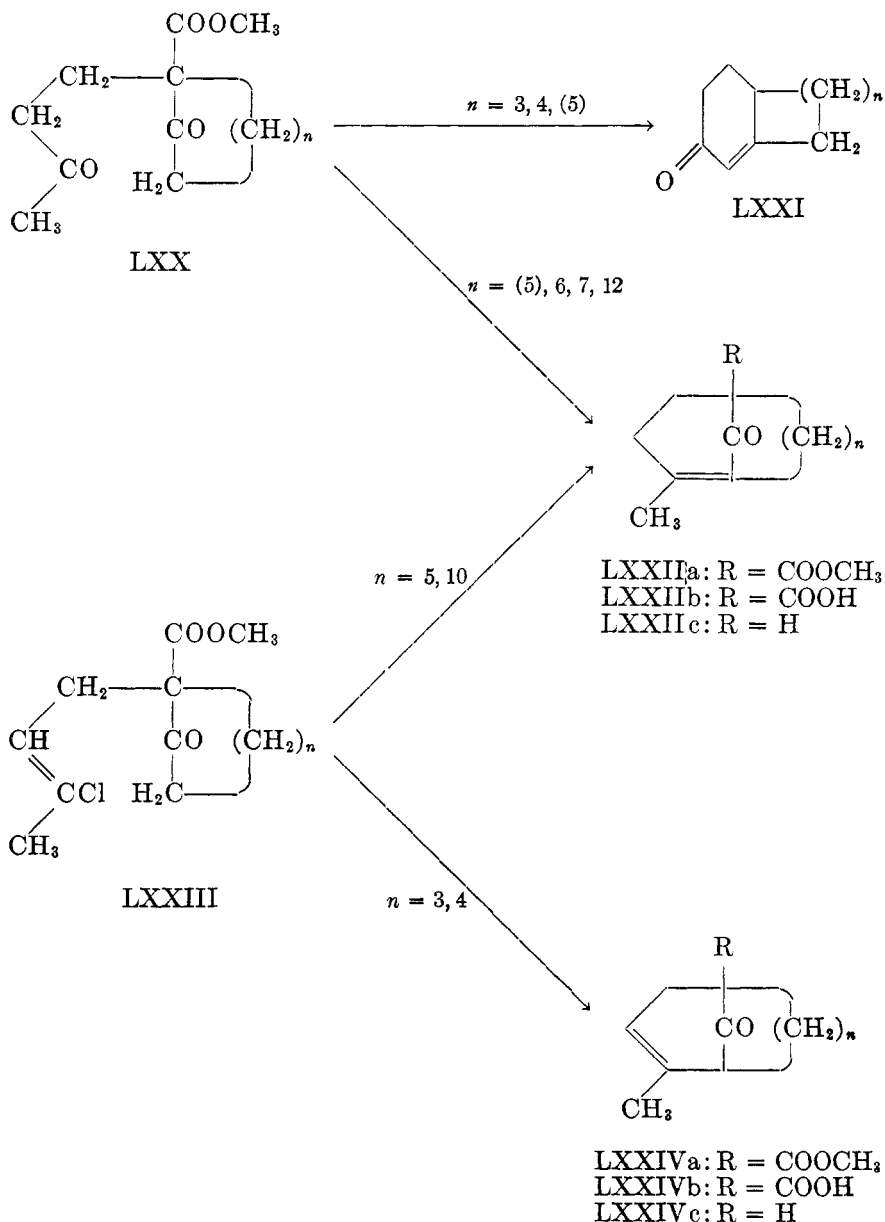 COOCH₃
CH₂ C
CH₂ CO (CH₂)ₙ
CO H₂C
CH₃
LXX
n = 3, 4, (5)
(CH₂)ₙ
CH₂
O
LXXI
n = (5), 6, 7, 12
R
CO (CH₂)ₙ
CH₃
LXXIIa: R = COOCH₃
LXXIIb: R = COOH
LXXIIc: R = H
n = 5, 10
COOCH₃
CH₂ C
CH CO (CH₂)ₙ
CCl H₂C
CH₃
LXXIII
n = 3, 4
R
CO (CH₂)ₙ
CH₃
LXXIVa: R = COOCH₃
LXXIVb: R = COOH
LXXIVc: R = H